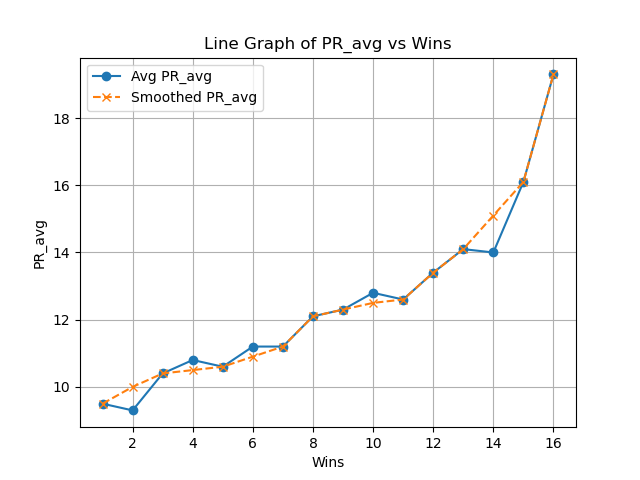 Line Graph of PR_avg vs Wins
Avg PR_avg
Smoothed PR_avg
18
16
14
12
10
PR_avg
2 4 6 8 10 12 14 16
Wins